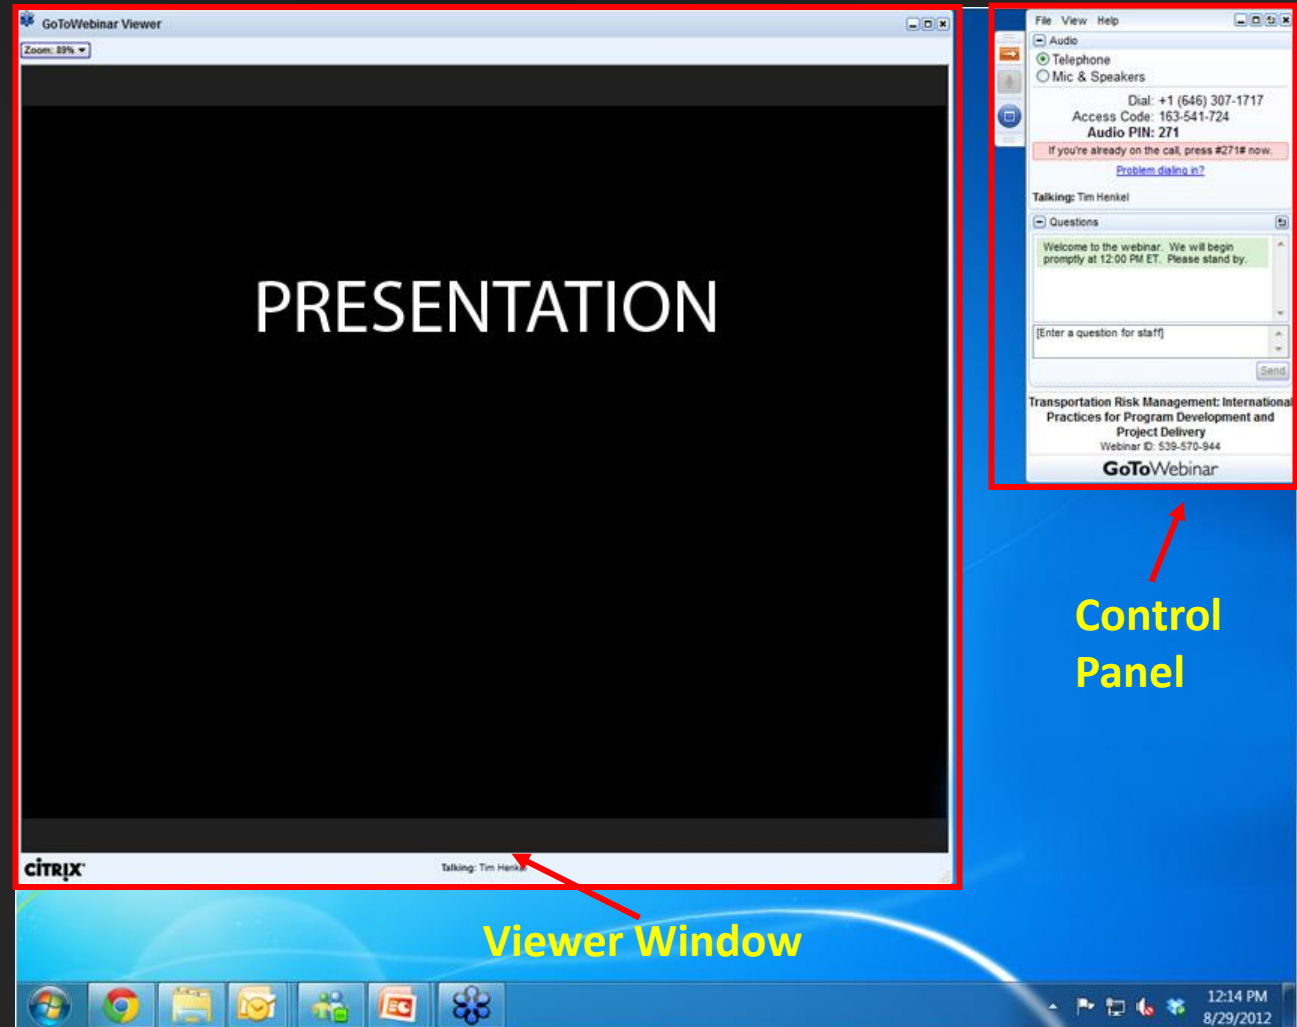 GoToWebinar Viewer
Zoom: 83%
PRESENTATION
CİTRIX
Talking: Tim Henkel
File View Help
Audio
Telephone
Mic & Speakers
Dial: +1 (646) 307-1717
Access Code: 163-541-724
Audio PIN: 271
If you're already on the call, press #271# now.
Problem dialing in?
Talking: Tim Henkel
Questions
Welcome to the webinar. We will begin
promptly at 12:00 PM ET. Please stand by.
[Enter a question for staff]
Send
Transportation Risk Management: International
Practices for Program Development and
Project Delivery
Webinar ID: 539-570-944
GoToWebinar
Control
Panel
Viewer Window
12:14 PM
8/29/2012